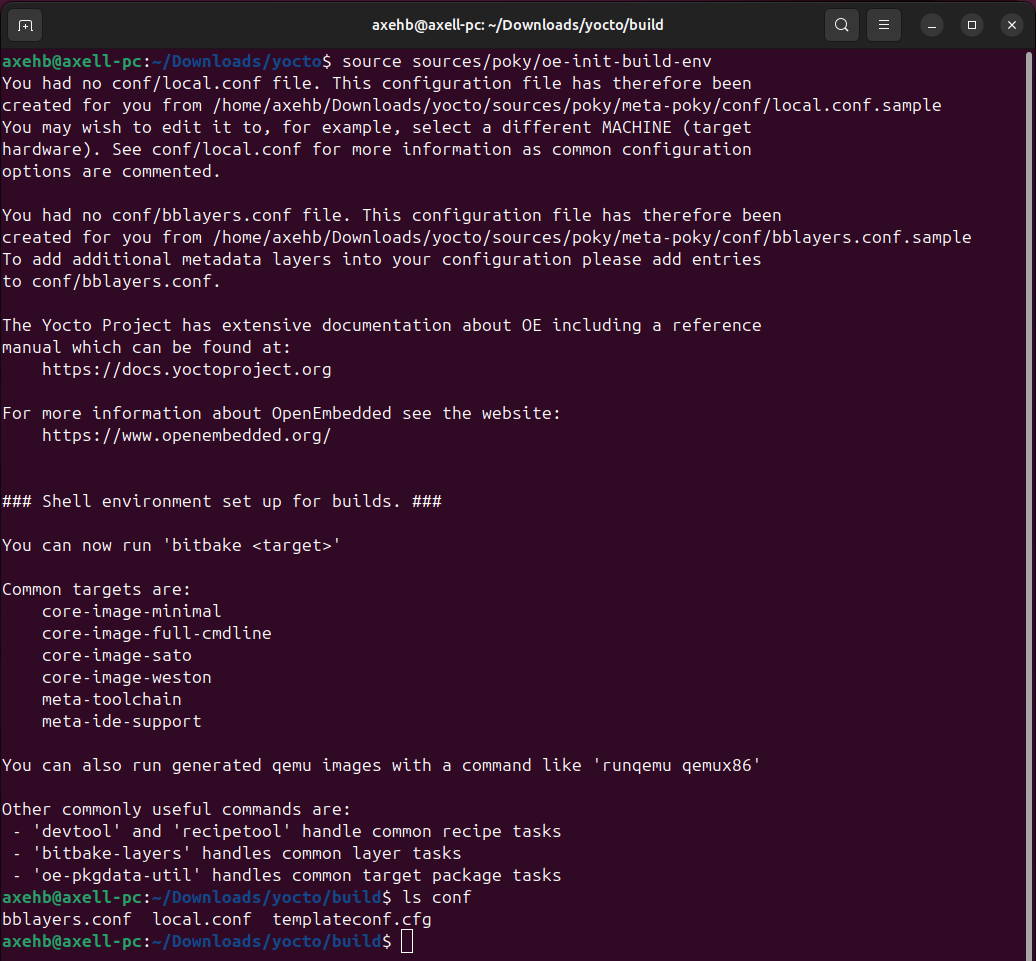 axehb@axell-pc: ~/Downloads/yocto/build
axehb@axell-pc:~/Downloads/yocto$ source sources/poky/oe-init-build-env
You had no conf/local.conf file. This configuration file has therefore been
created for you from /home/axehb/Downloads/yocto/sources/poky/meta-poky/conf/local.conf.sample
You may wish to edit it to, for example, select a different MACHINE (target
hardware). See conf/local.conf for more information as common configuration
options are commented.
You had no conf/bblayers.conf file. This configuration file has therefore been
created for you from /home/axehb/Downloads/yocto/sources/poky/meta-poky/conf/bblayers.conf.sample
To add additional metadata layers into your configuration please add entries
to conf/bblayers.conf.
The Yocto Project has extensive documentation about OE including a reference
manual which can be found at:
    https://docs.yoctoproject.org
For more information about OpenEmbedded see the website:
    https://www.openembedded.org/
### Shell environment set up for builds. ###
You can now run 'bitbake <target>'
Common targets are:
    core-image-minimal
    core-image-full-cmdline
    core-image-sato
    core-image-weston
    meta-toolchain
    meta-ide-support
You can also run generated qemu images with a command like 'runqemu qemux86'
Other commonly useful commands are:
 - 'devtool' and 'recipetool' handle common recipe tasks
 - 'bitbake-layers' handles common layer tasks
 - 'oe-pkgdata-util' handles common target package tasks
axehb@axell-pc:~/Downloads/yocto/build$ ls conf
bblayers.conf  local.conf  templateconf.cfg
axehb@axell-pc:~/Downloads/yocto/build$